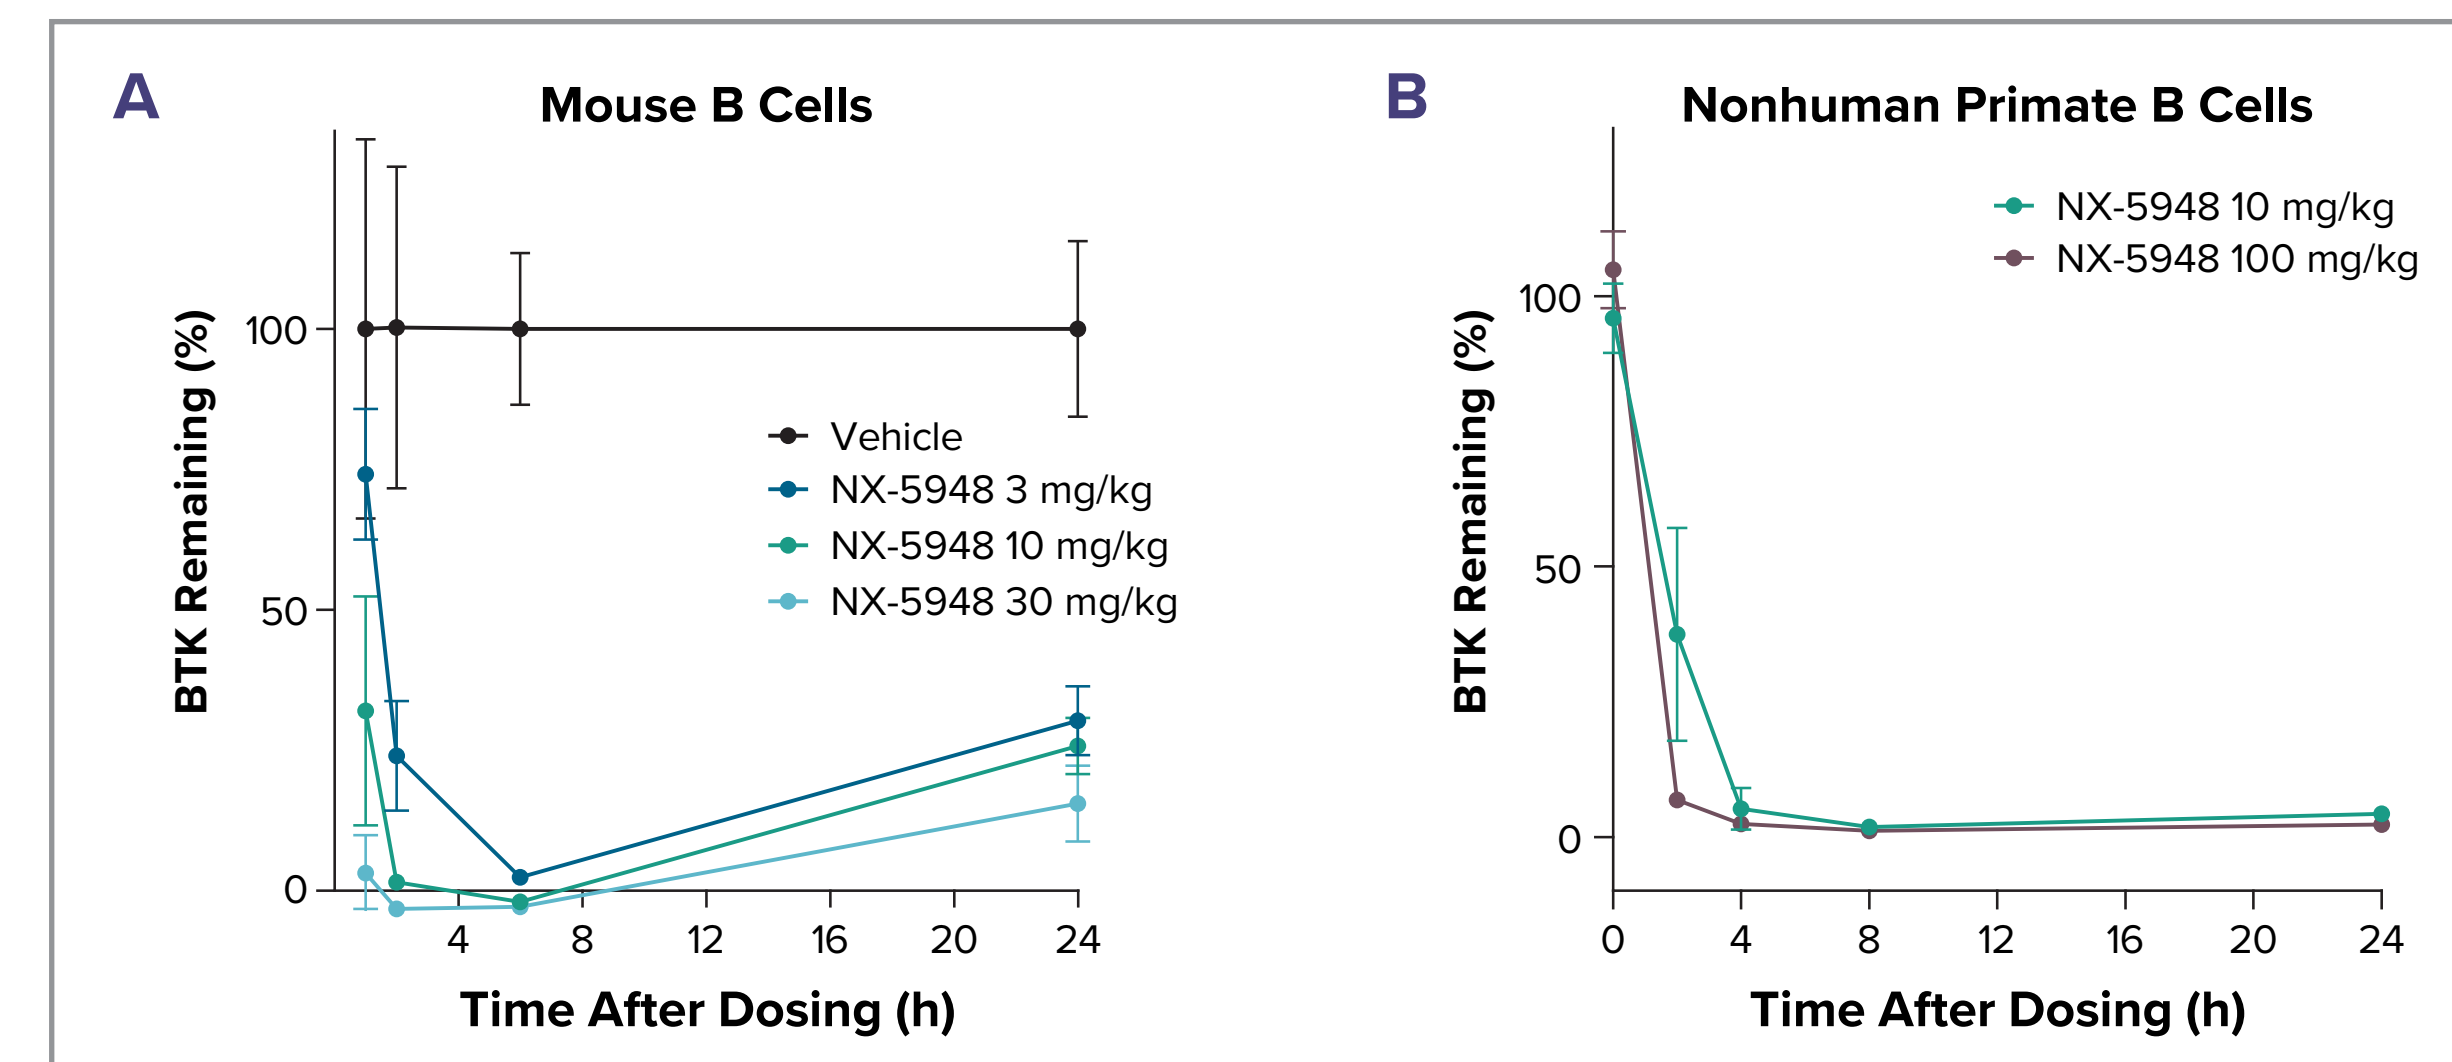 A
Mouse B Cells
BTK Remaining (%)
100
50
0
Vehicle
NX-5948 3 mg/kg
NX-5948 10 mg/kg
NX-5948 30 mg/kg
4 8 12 16 20 24
Time After Dosing (h)
B
Nonhuman Primate B Cells
BTK Remaining (%)
100
50
0
NX-5948 10 mg/kg
NX-5948 100 mg/kg
0 4 8 12 16 20 24
Time After Dosing (h)